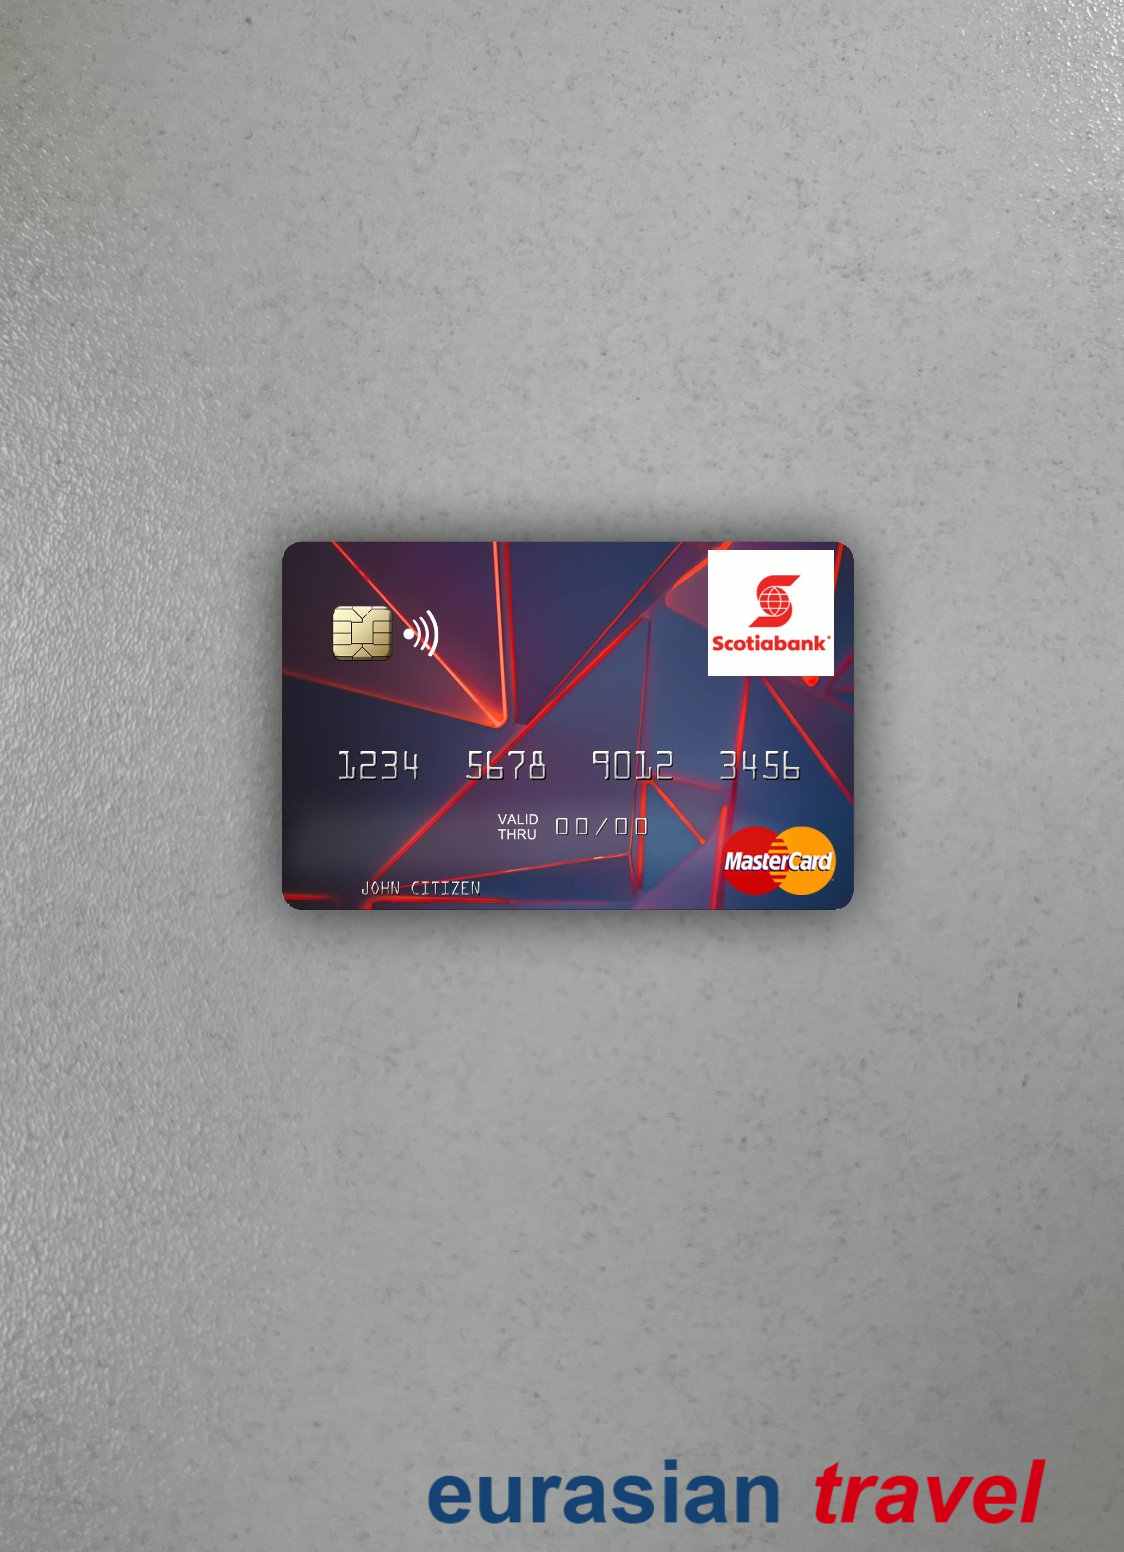 Scotiabank
1234 5678 9012 3456
VALID THRU 00/00
MasterCard
JOHN CITIZEN
eurasian travel